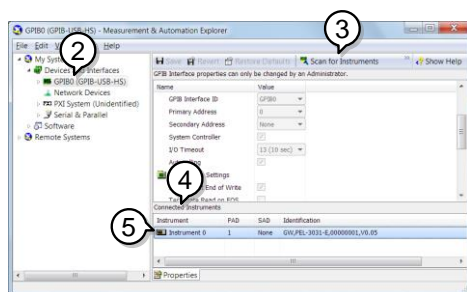 GPIB0 (GPIB-USB-HS) - Measurement & Automation Explorer
File Edit Help
3
2
Save Revert Restore Defaults Scan for Instruments Show Help
My Sy
Devices and Interfaces
GPIB0 (GPIB-USB-HS)
Network Devices
PXI System (Unidentified)
Serial & Parallel
Software
Remote Systems
GPIB Interface properties can only be changed by an Administrator.
Name Value
GPIB Interface ID GPIB0
Primary Address 0
Secondary Address None
System Controller
I/O Timeout 13 (10 sec)
Settings
End of Write
Read on EOS
4
Connected Instruments
Instrument PAD SAD Identification
5
Instrument 0 1 None GW,PEL-3031-E,00000001,V0.05
Properties